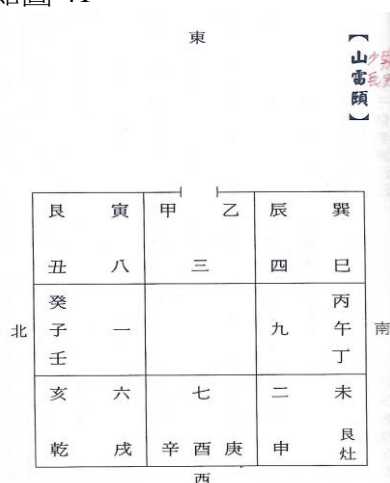 東
【山雷頤】
艮 寅 甲 乙 辰 巽
丑 八 三 四 巳
癸 丙
北 子 一 九 午 南
壬 丁
亥 六 七 二 未
乾 戌 辛 酉 庚 申 艮灶
西